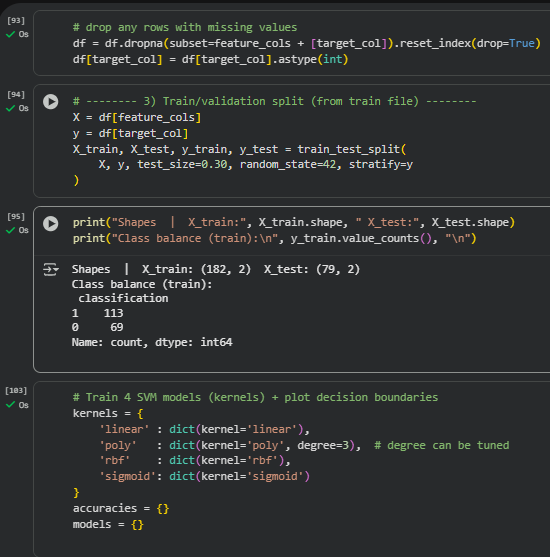 [93]
0s
# drop any rows with missing values
df = df.dropna(subset=feature_cols + [target_col]).reset_index(drop=True)
df[target_col] = df[target_col].astype(int)
[94]
0s
# -------- 3) Train/validation split (from train file) --------
X = df[feature_cols]
y = df[target_col]
X_train, X_test, y_train, y_test = train_test_split(
    X, y, test_size=0.30, random_state=42, stratify=y
)
[95]
0s
print("Shapes  |  X_train:", X_train.shape, " X_test:", X_test.shape)
print("Class balance (train):\n", y_train.value_counts(), "\n")
Shapes  |  X_train: (182, 2)  X_test: (79, 2)
Class balance (train):
 classification
1    113
0     69
Name: count, dtype: int64
[103]
0s
# Train 4 SVM models (kernels) + plot decision boundaries
kernels = {
    'linear' : dict(kernel='linear'),
    'poly'   : dict(kernel='poly', degree=3),  # degree can be tuned
    'rbf'    : dict(kernel='rbf'),
    'sigmoid': dict(kernel='sigmoid')
}
accuracies = {}
models = {}